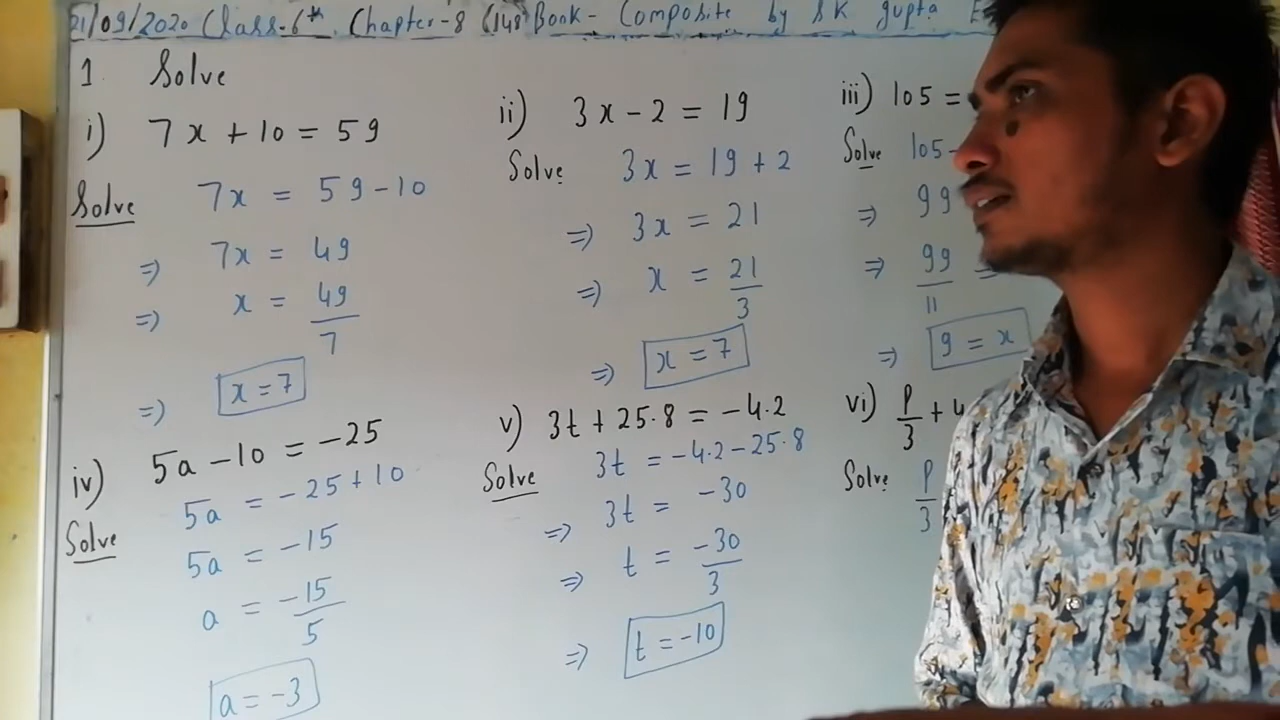 21/09/2020 Class-6th Chapter-8 (148) Book- Composite by SK gupta
1 Solve
i) 7x + 10 = 59
Solve 7x = 59-10
=) 7x = 49
=) x = 49/7
=) x = 7
ii) 3x - 2 = 19
Solve 3x = 19 + 2
=) 3x = 21
=) x = 21/3
=) x = 7
iii) 105 =
Solve 105-
=) 99
=) 99/11 =
=) 9 = x
iv) 5a - 10 = -25
Solve 5a = -25 + 10
5a = -15
a = -15/5
a = -3
v) 3t + 25.8 = -4.2
Solve 3t = -4.2-25.8
=) 3t = -30
=) t = -30/3
=) t = -10
vi) P/3 + 4
Solve P/3